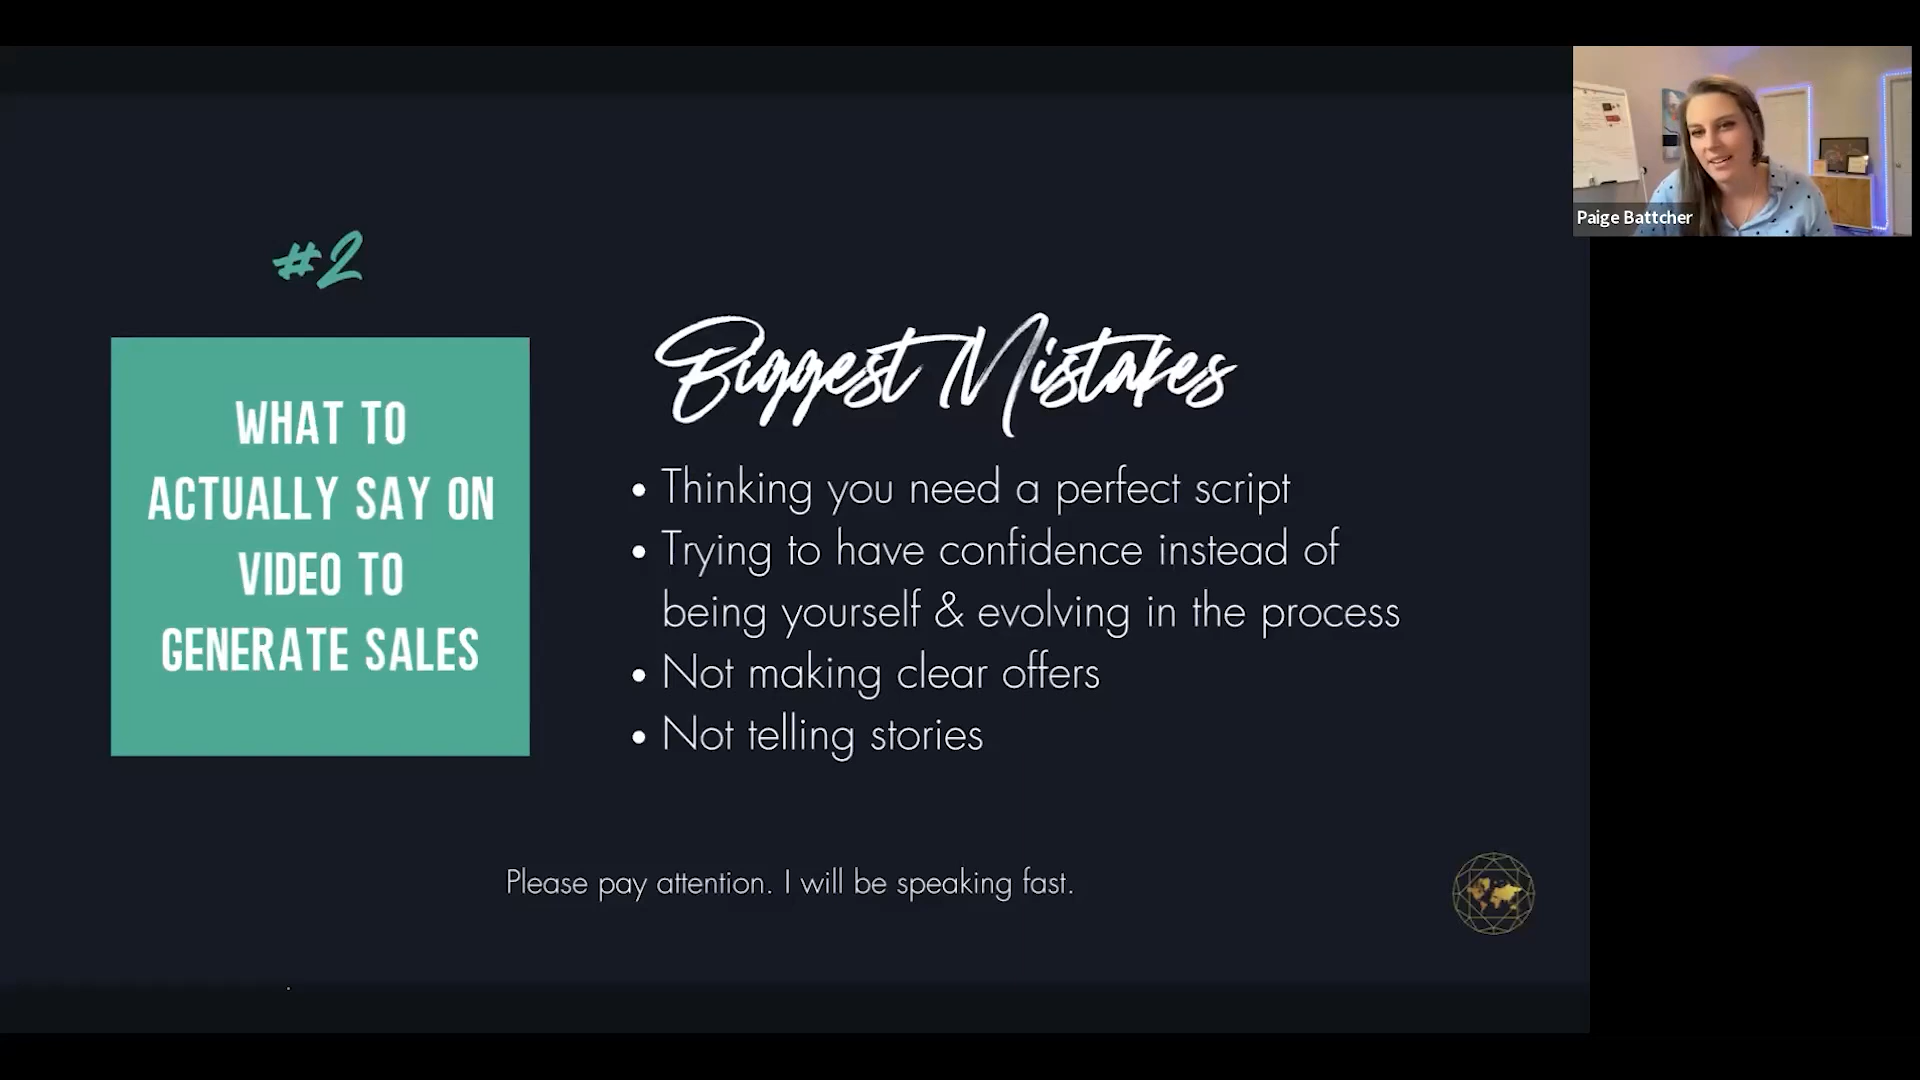 Paige Battcher
#2
WHAT TO
ACTUALLY SAY ON
VIDEO TO
GENERATE SALES
Biggest Mistakes
• Thinking you need a perfect script
• Trying to have confidence instead of
being yourself & evolving in the process
• Not making clear offers
• Not telling stories
Please pay attention. I will be speaking fast.